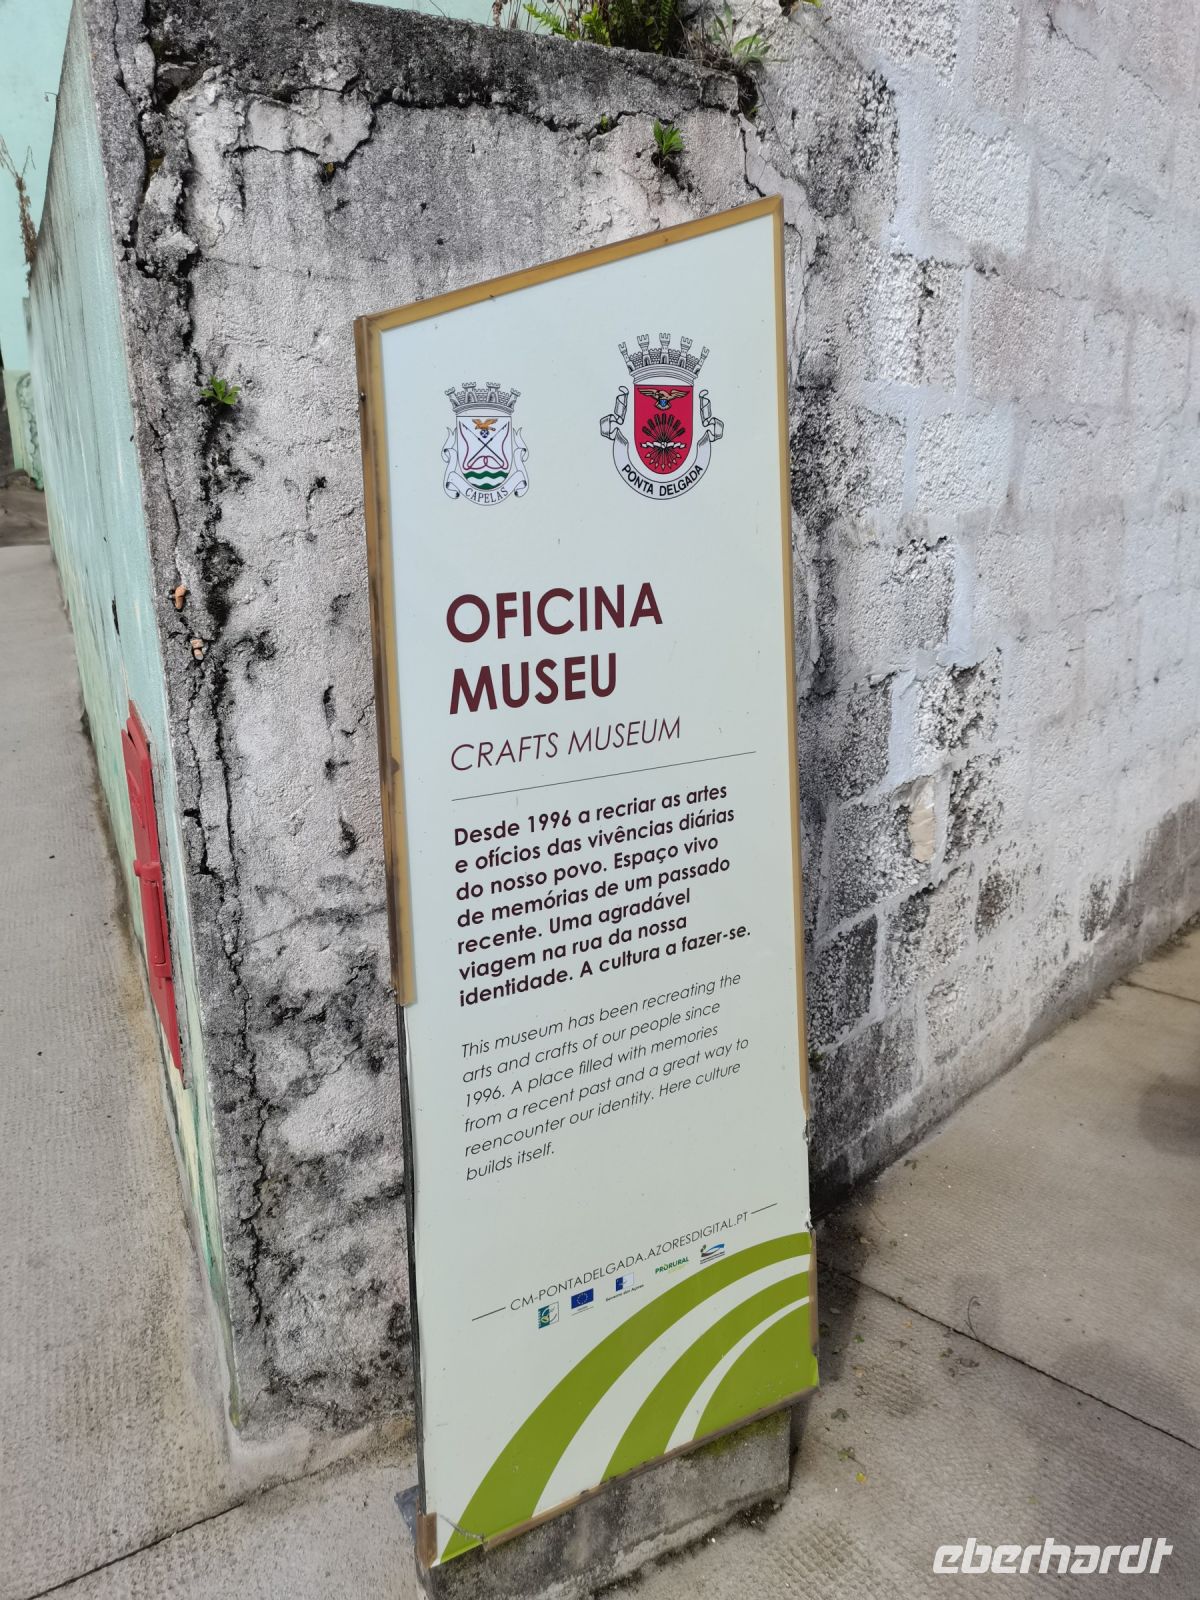 CAPELAS
PONTA DELGADA
OFICINA
MUSEU
CRAFTS MUSEUM
Desde 1996 a recriar as artes
e ofícios das vivências diárias
do nosso povo. Espaço vivo
de memórias de um passado
recente. Uma agradável
viagem na rua da nossa
identidade. A cultura a fazer-se.
This museum has been recreating the
arts and crafts of our people since
1996. A place filled with memories
from a recent past and a great way to
reencounter our identity. Here culture
builds itself.
CM-PONTADELGADA.AZORESDIGITAL.PT
Governo dos Açores
PRORURAL
eberhardt